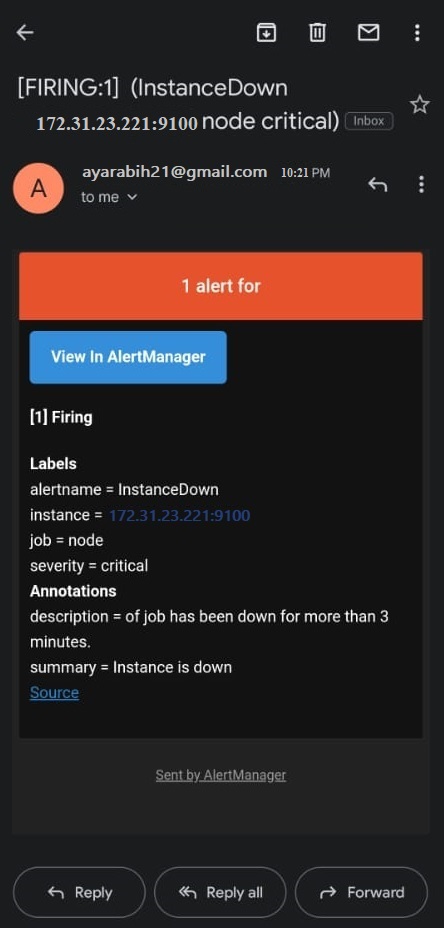 [FIRING:1] (InstanceDown
172.31.23.221:9100 node critical) Inbox
A
ayarabih21@gmail.com 10:21 PM
to me
1 alert for
View In AlertManager
[1] Firing
Labels
alertname = InstanceDown
instance = 172.31.23.221:9100
job = node
severity = critical
Annotations
description = of job has been down for more than 3
minutes.
summary = Instance is down
Source
Sent by AlertManager
Reply
Reply all
Forward